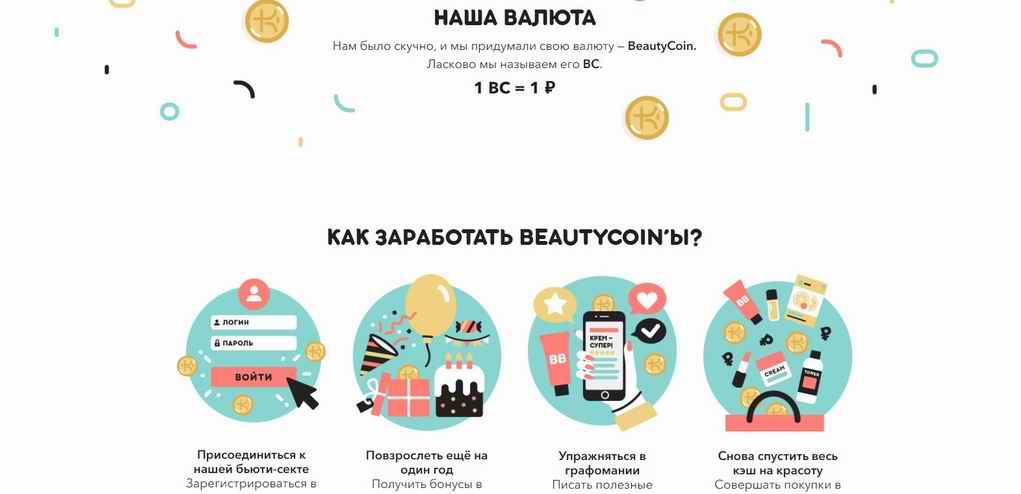 НАША ВАЛЮТА
Нам было скучно, и мы придумали свою валюту – BeautyCoin.
Ласково мы называем его BC.
1 BC = 1 ₽
КАК ЗАРАБОТАТЬ BEAUTYCOIN'Ы?
ЛОГИН
ПАРОЛЬ
ВОЙТИ
BB
КРЕМ –
СУПЕР!
BB
CREAM
TONER
Присоединиться к
нашей бьюти-секте
Зарегистрироваться в
Повзрослеть ещё на
один год
Получить бонусы в
Упражняться в
графомании
Писать полезные
Снова спустить весь
кэш на красоту
Совершать покупки в